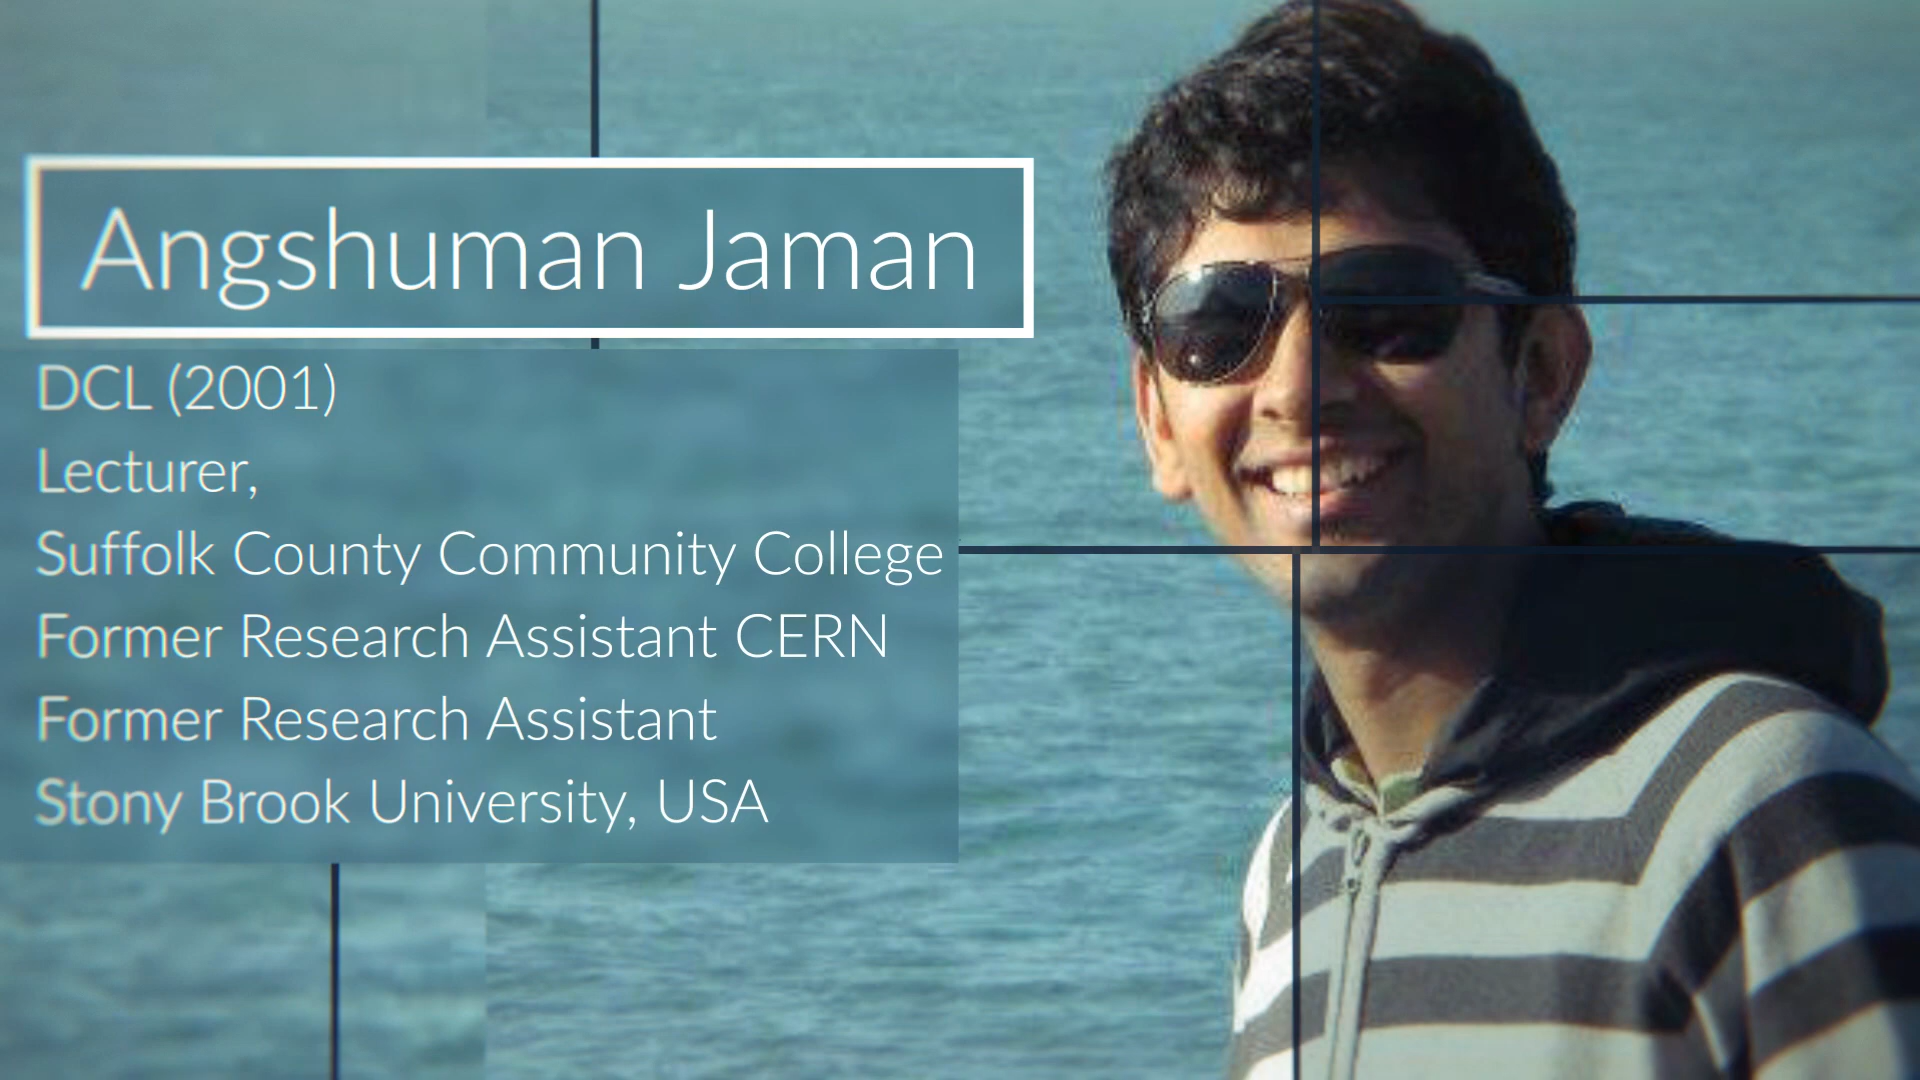 Angshuman Jaman
DCL (2001)
Lecturer,
Suffolk County Community College
Former Research Assistant CERN
Former Research Assistant
Stony Brook University, USA